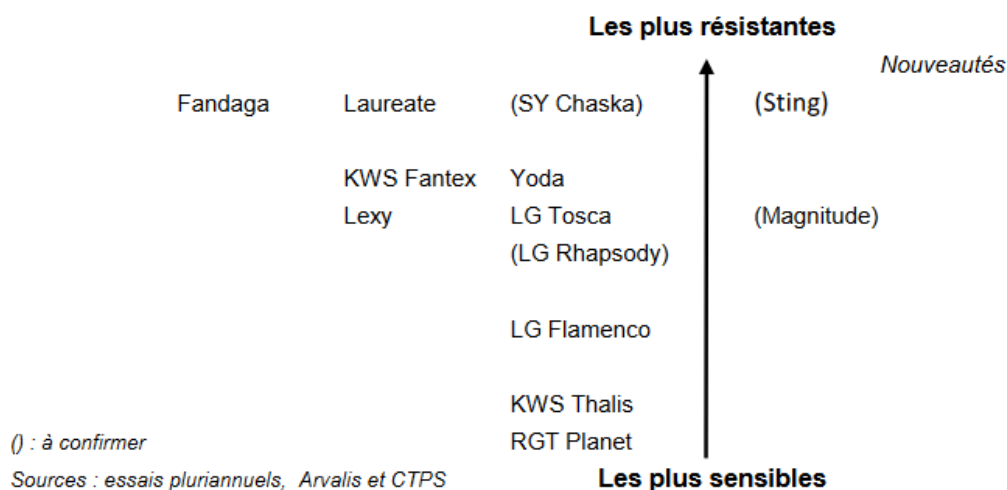 Les plus résistantes
Nouveautés
Fandaga Laureate (SY Chaska) (Sting)
KWS Fantex Yoda
Lexy LG Tosca (Magnitude)
(LG Rhapsody)
LG Flamenco
KWS Thalis
() : à confirmer RGT Planet
Sources : essais pluriannuels, Arvalis et CTPS Les plus sensibles